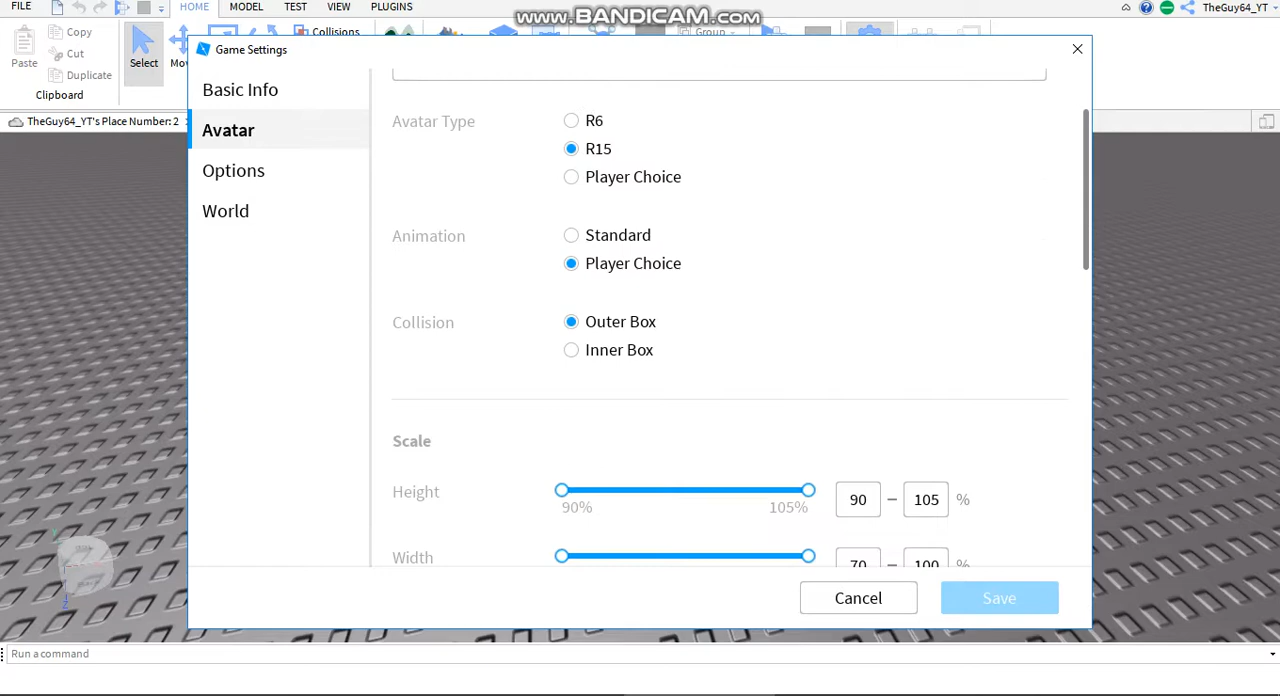 www.BANDICAM.com
FILE HOME MODEL TEST VIEW PLUGINS TheGuy64_YT
Paste Copy Cut Duplicate Select Mov Collisions Group
Clipboard
TheGuy64_YT's Place Number: 2
Game Settings
Basic Info
Avatar
Options
World
Avatar Type R6
R15
Player Choice
Animation Standard
Player Choice
Collision Outer Box
Inner Box
Scale
Height 90% 105% 90 – 105 %
Width 70 – 100 %
Cancel Save
Run a command